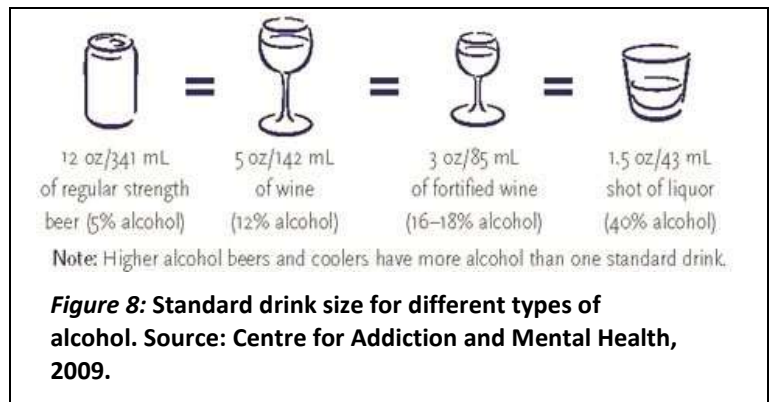 = = =
12 oz/341 mL
of regular strength
beer (5% alcohol)
5 oz/142 mL
of wine
(12% alcohol)
3 oz/85 mL
of fortified wine
(16–18% alcohol)
1.5 oz/43 mL
shot of liquor
(40% alcohol)
Note: Higher alcohol beers and coolers have more alcohol than one standard drink.
Figure 8: Standard drink size for different types of
alcohol. Source: Centre for Addiction and Mental Health,
2009.